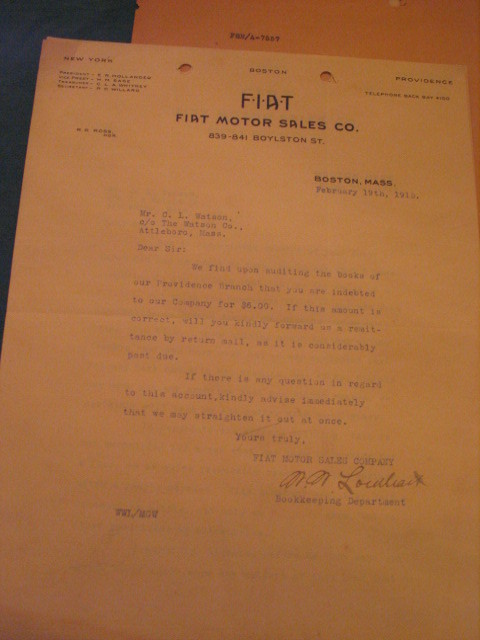 NEW YORK
BOSTON
PROVIDENCE
PRESIDENT - E. R. HOLLANDER
TELEPHONE BACK BAY
FIAT
FIAT MOTOR SALES CO.
839-841 BOYLSTON ST.
BOSTON, MASS.
February 19th, 1913.
Mr. C. L. Watson,
c/o The Watson Co.,
Attleboro, Mass.
Dear Sir:
We find upon auditing the books of
our Providence Branch that you are indebted
to our Company for $6.00. If this amount is
correct, will you kindly forward us a remit-
tance by return mail, as it is considerably
past due.
If there is any question in regard
to this account, kindly advise immediately
that we may straighten it out at once.
Yours truly,
FIAT MOTOR SALES COMPANY
Bookkeeping Department